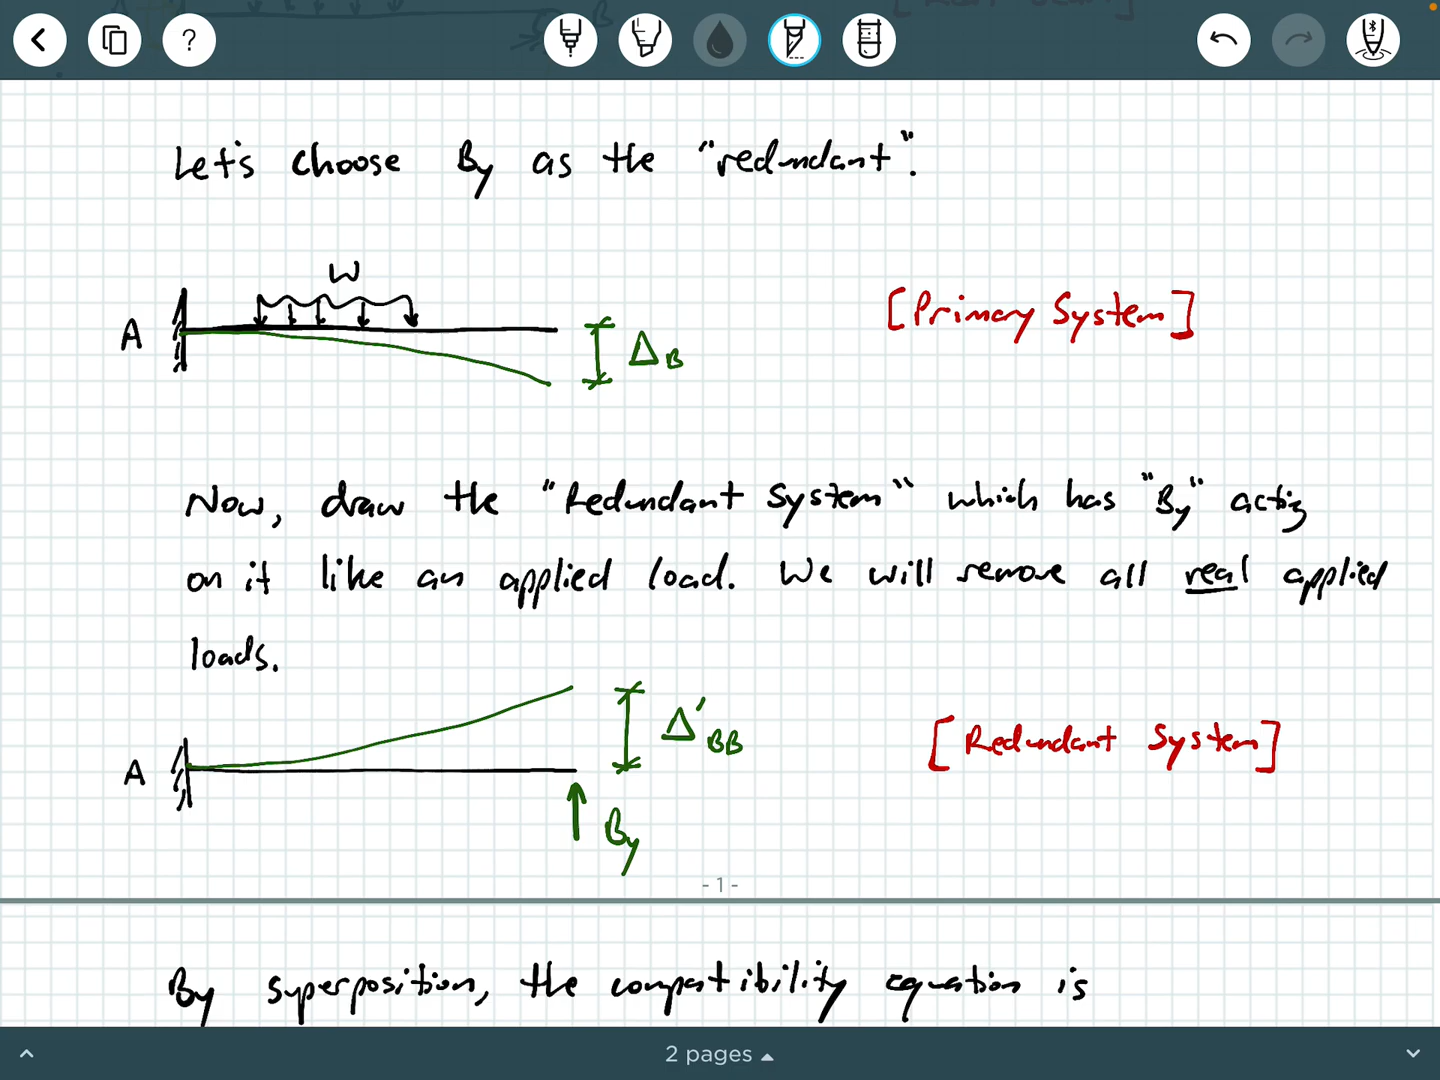 ?
Let's choose By as the "redundant".
W
[Primary System]
A
ΔB
Now, draw the "Redundant System" which has "By" actig
on it like an applied load. We will remove all real applied
loads.
Δ'BB
[Redundant System]
A
By
- 1 -
By superposition, the compatibility equation is
2 pages